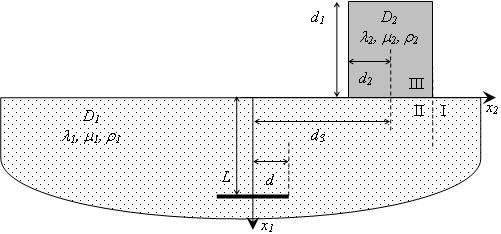 d₁
D₂
λ₂, μ₂, ρ₂
d₂
III
x₂
D₁
II
I
λ₁, μ₁, ρ₁
d₃
L
d
x₁